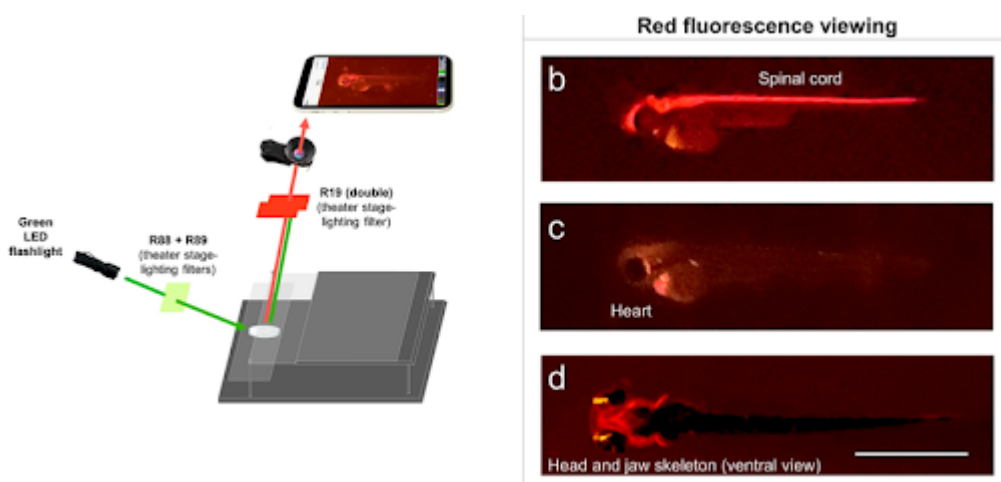 Red fluorescence viewing
Green
LED
flashlight
R88 + R89
(theater stage-
lighting filters)
R19 (double)
(theater stage-
lighting filter)
b
Spinal cord
c
Heart
d
Head and jaw skeleton (ventral view)